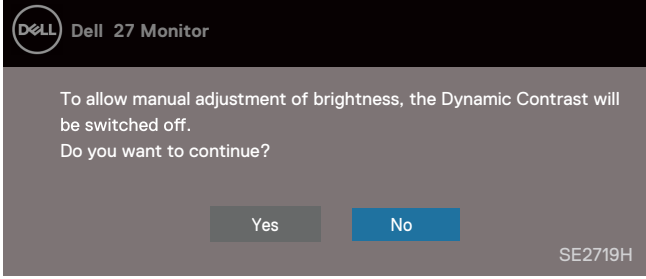 DELL Dell 27 Monitor
To allow manual adjustment of brightness, the Dynamic Contrast will
be switched off.
Do you want to continue?
Yes No
SE2719H